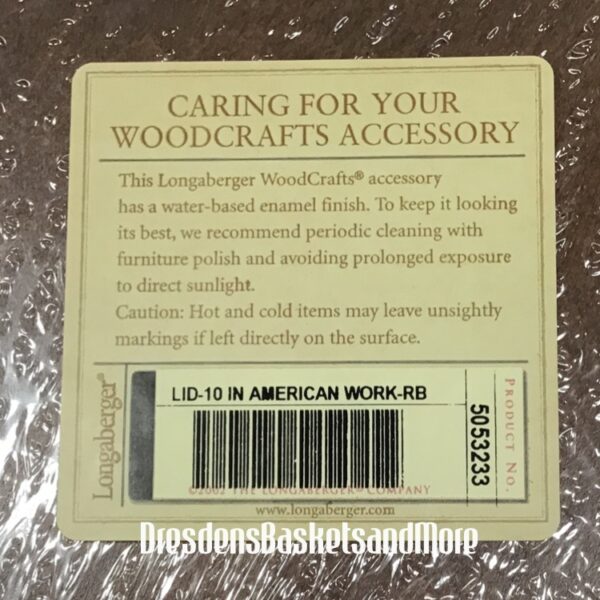 CARING FOR YOUR
WOODCRAFTS ACCESSORY
This Longaberger WoodCrafts® accessory
has a water-based enamel finish. To keep it looking
its best, we recommend periodic cleaning with
furniture polish and avoiding prolonged exposure
to direct sunlight.
Caution: Hot and cold items may leave unsightly
markings if left directly on the surface.
Longaberger®
LID-10 IN AMERICAN WORK-RB
5053233
PRODUCT NO.
©2002 THE LONGABERGER™ COMPANY
www.longaberger.com
DresdensBasketsandMore